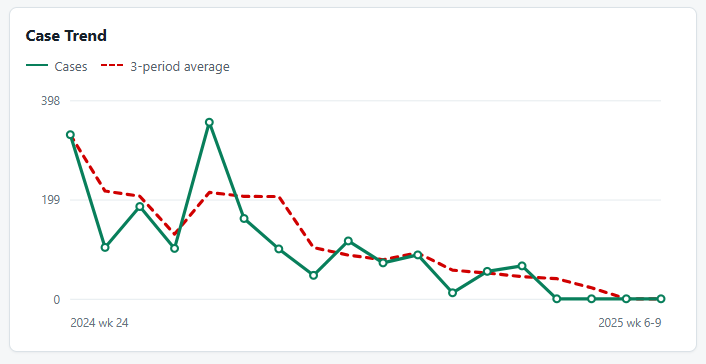 Case Trend
Cases 3-period average
398
199
0
2024 wk 24 2025 wk 6-9